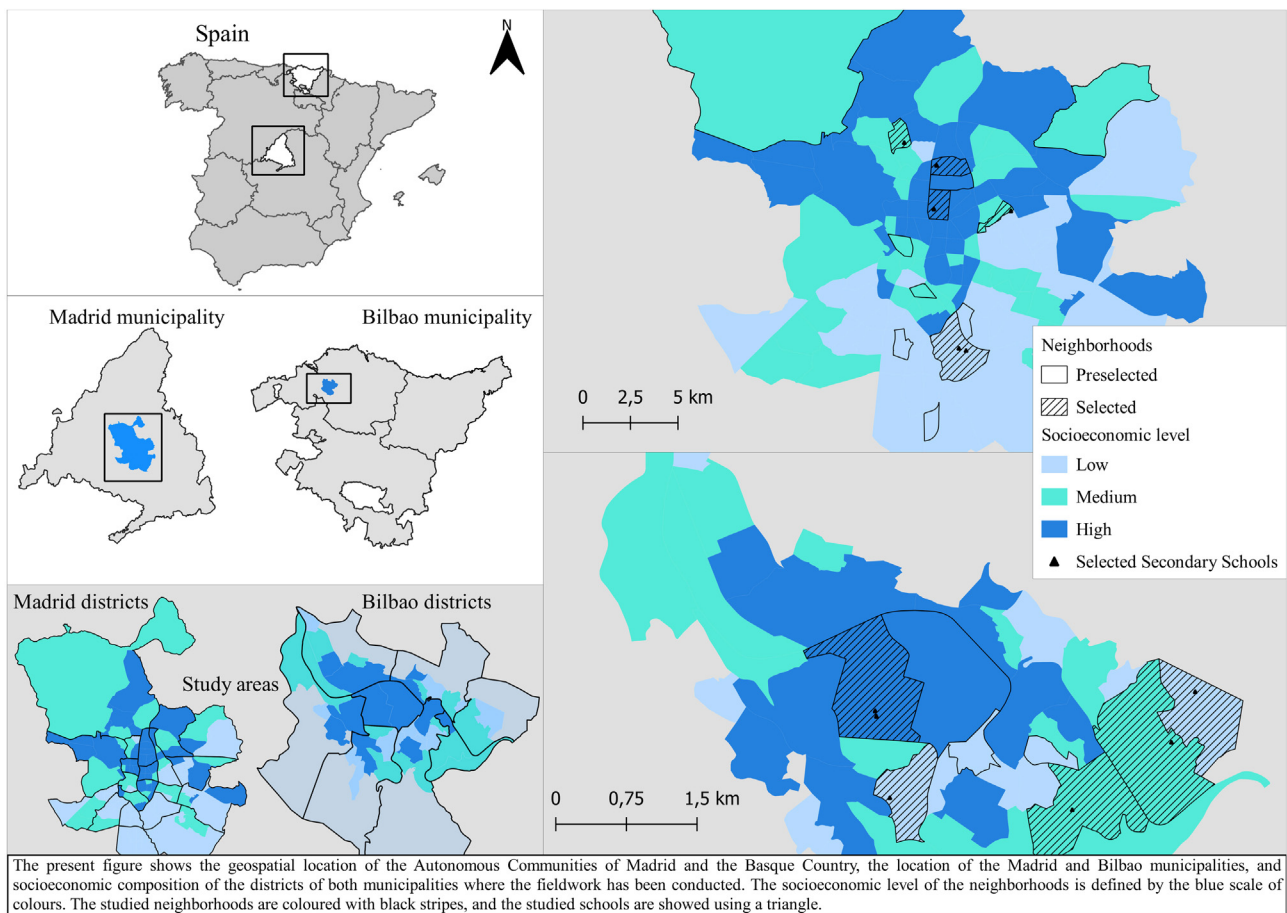 Spain
N
Madrid municipality
Bilbao municipality
Madrid districts
Bilbao districts
Study areas
0 2,5 5 km
Neighborhoods
Preselected
Selected
Socioeconomic level
Low
Medium
High
Selected Secondary Schools
0 0,75 1,5 km
The present figure shows the geospatial location of the Autonomous Communities of Madrid and the Basque Country, the location of the Madrid and Bilbao municipalities, and
socioeconomic composition of the districts of both municipalities where the fieldwork has been conducted. The socioeconomic level of the neighborhoods is defined by the blue scale of
colours. The studied neighborhoods are coloured with black stripes, and the studied schools are showed using a triangle.